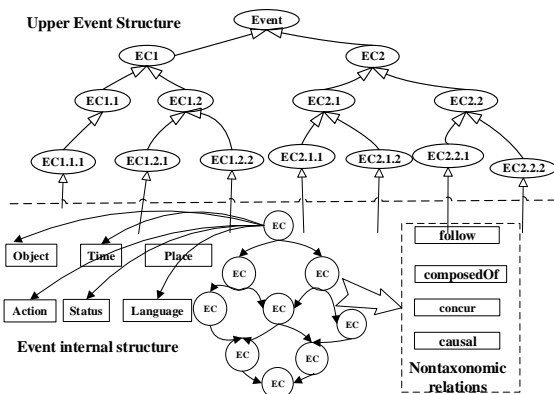 Upper Event Structure
Event
EC1
EC2
EC1.1
EC1.2
EC2.1
EC2.2
EC1.1.1
EC1.2.1
EC1.2.2
EC2.1.1
EC2.1.2
EC2.2.1
EC2.2.2
EC
Object
Time
Place
follow
EC
EC
composedOf
Action
Status
Language
EC
EC
EC
concur
EC
EC
causal
Event internal structure
EC
Nontaxonomic
relations